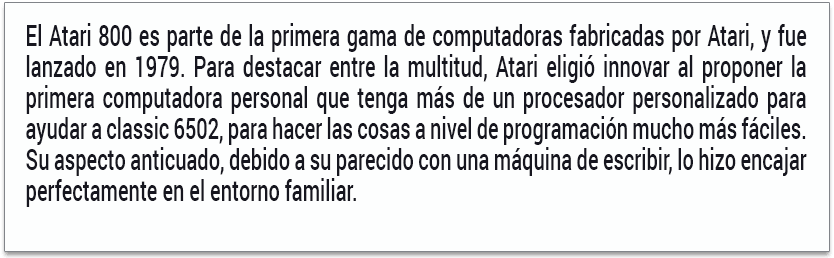 El Atari 800 es parte de la primera gama de computadoras fabricadas por Atari, y fue
lanzado en 1979. Para destacar entre la multitud, Atari eligió innovar al proponer la
primera computadora personal que tenga más de un procesador personalizado para
ayudar a classic 6502, para hacer las cosas a nivel de programación mucho más fáciles.
Su aspecto anticuado, debido a su parecido con una máquina de escribir, lo hizo encajar
perfectamente en el entorno familiar.